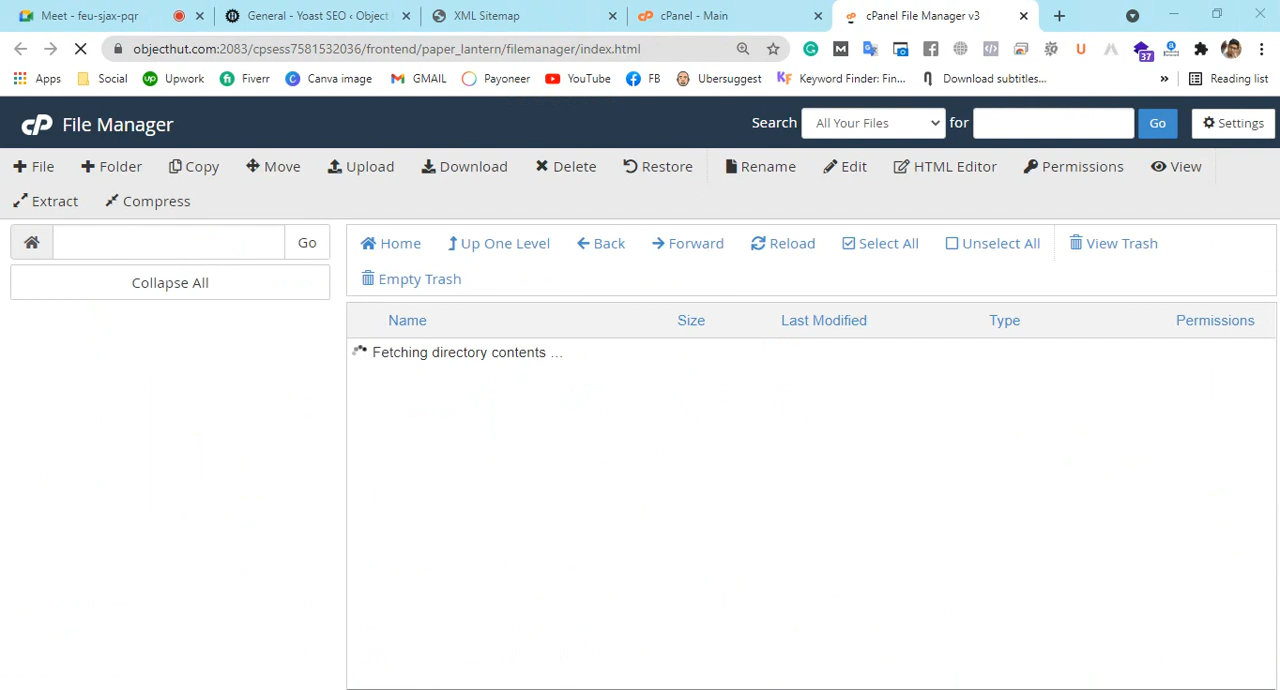 Meet - feu-sjax-pqr
General - Yoast SEO ‹ Object
XML Sitemap
cPanel - Main
cPanel File Manager v3
objecthut.com:2083/cpsess7581532036/frontend/paper_lantern/filemanager/index.html
37
Apps Social Upwork Fiverr Canva image GMAIL Payoneer YouTube FB Ubersuggest Keyword Finder: Fin... Download subtitles... » Reading list
cP File Manager Search All Your Files for Go Settings
File Folder Copy Move Upload Download Delete Restore Rename Edit HTML Editor Permissions View
Extract Compress
Go Home Up One Level Back Forward Reload Select All Unselect All View Trash
Collapse All Empty Trash
Name Size Last Modified Type Permissions
Fetching directory contents ...